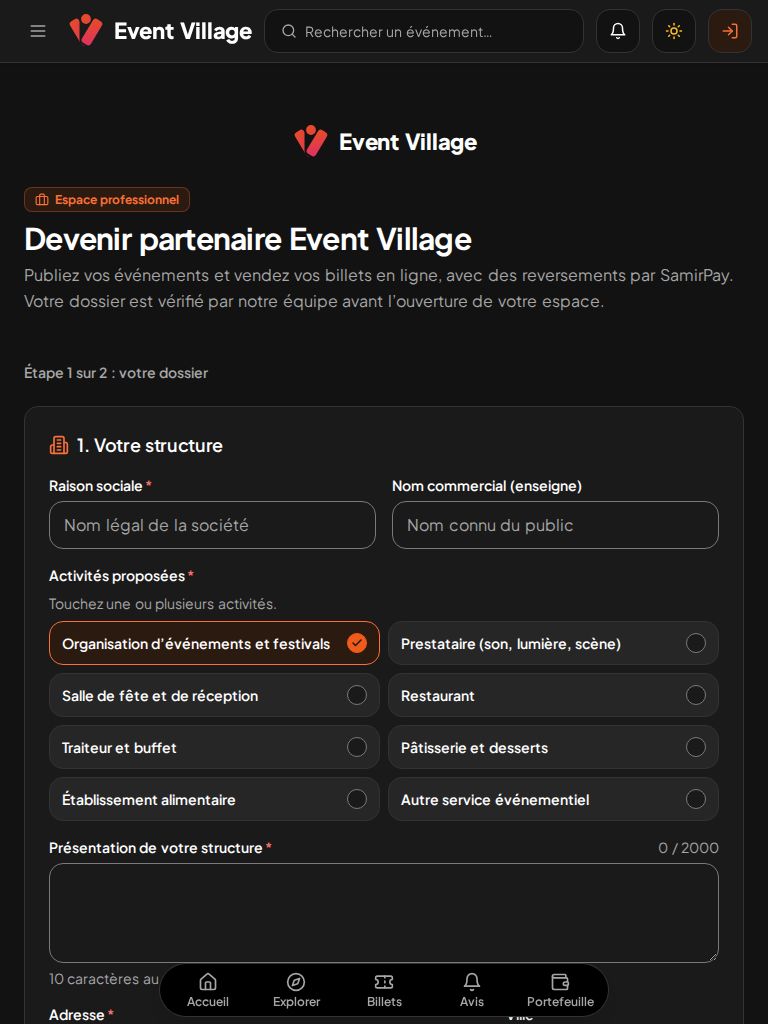 Event Village
Rechercher un événement...
Event Village
Espace professionnel
Devenir partenaire Event Village
Publiez vos événements et vendez vos billets en ligne, avec des reversements par SamirPay.
Votre dossier est vérifié par notre équipe avant l’ouverture de votre espace.
Étape 1 sur 2 : votre dossier
1. Votre structure
Raison sociale *
Nom commercial (enseigne)
Nom légal de la société
Nom connu du public
Activités proposées *
Touchez une ou plusieurs activités.
Organisation d’événements et festivals
Prestataire (son, lumière, scène)
Salle de fête et de réception
Restaurant
Traiteur et buffet
Pâtisserie et desserts
Établissement alimentaire
Autre service événementiel
Présentation de votre structure *
0 / 2000
10 caractères au
Adresse *
Accueil
Explorer
Billets
Avis
Portefeuille